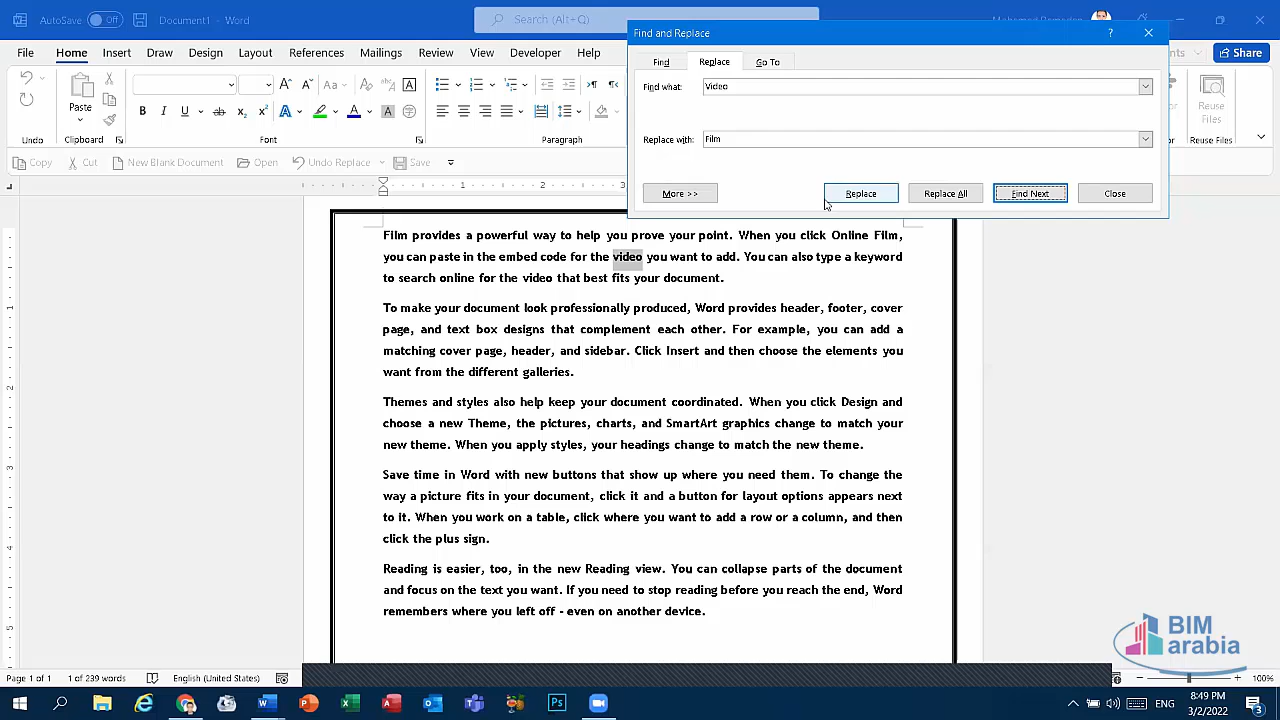 AutoSave Off Document1 - Word Search (Alt+Q)
Find and Replace
File Home Insert Draw Design Layout References Mailings Review View Developer Help Share
Find Replace Go To
Find what: Video
Paste
Reuse
Files
Replace with: Film
Undo Clipboard Font Paragraph Reuse Files
Copy Cut New Blank Document Open Undo Replace Save
More >> Replace Replace All Find Next Close
Film provides a powerful way to help you prove your point. When you click Online Film,
you can paste in the embed code for the video you want to add. You can also type a keyword
to search online for the video that best fits your document.
To make your document look professionally produced, Word provides header, footer, cover
page, and text box designs that complement each other. For example, you can add a
matching cover page, header, and sidebar. Click Insert and then choose the elements you
want from the different galleries.
Themes and styles also help keep your document coordinated. When you click Design and
choose a new Theme, the pictures, charts, and SmartArt graphics change to match your
new theme. When you apply styles, your headings change to match the new theme.
Save time in Word with new buttons that show up where you need them. To change the
way a picture fits in your document, click it and a button for layout options appears next
to it. When you work on a table, click where you want to add a row or a column, and then
click the plus sign.
Reading is easier, too, in the new Reading view. You can collapse parts of the document
and focus on the text you want. If you need to stop reading before you reach the end, Word
remembers where you left off - even on another device.
BIM
arabia
Page 1 of 1 1 of 239 words English (United States) 100%
ENG 8:49 PM
3/2/2022